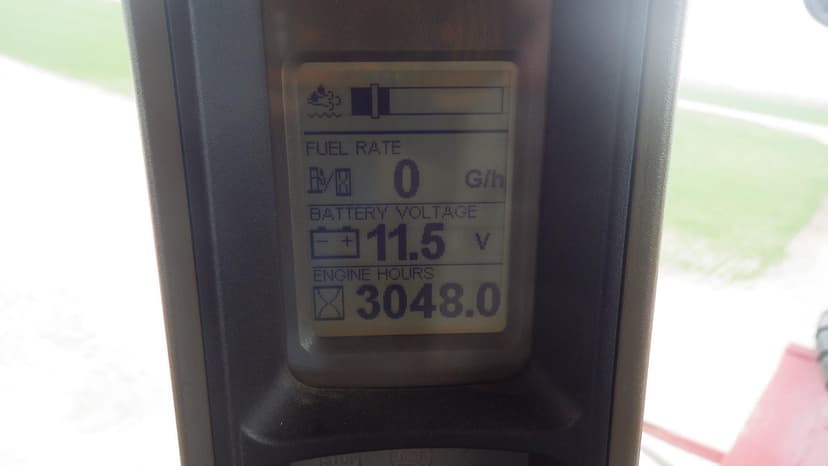 FUEL RATE
0 G/h
BATTERY VOLTAGE
- + 11.5 V
ENGINE HOURS
3048.0